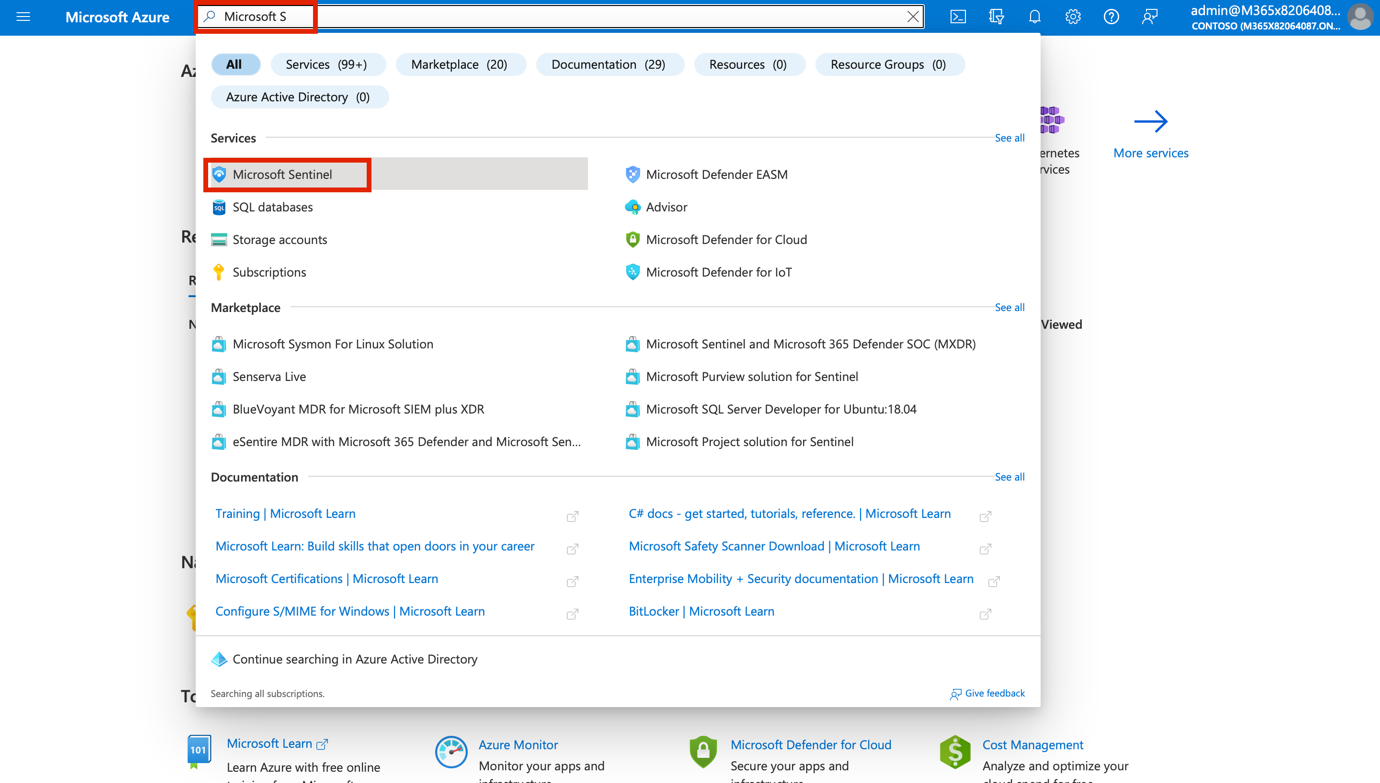 Microsoft Azure
Microsoft S
admin@M365x8206408...
CONTOSO (M365X82064087.ON...
All
Services (99+)
Marketplace (20)
Documentation (29)
Resources (0)
Resource Groups (0)
Azure Active Directory (0)
Services
See all
Microsoft Sentinel
Microsoft Defender EASM
SQL databases
Advisor
Storage accounts
Microsoft Defender for Cloud
Subscriptions
Microsoft Defender for IoT
Marketplace
See all
Microsoft Sysmon For Linux Solution
Microsoft Sentinel and Microsoft 365 Defender SOC (MXDR)
Senserva Live
Microsoft Purview solution for Sentinel
BlueVoyant MDR for Microsoft SIEM plus XDR
Microsoft SQL Server Developer for Ubuntu:18.04
eSentire MDR with Microsoft 365 Defender and Microsoft Sen...
Microsoft Project solution for Sentinel
Documentation
See all
Training | Microsoft Learn
C# docs - get started, tutorials, reference. | Microsoft Learn
Microsoft Learn: Build skills that open doors in your career
Microsoft Safety Scanner Download | Microsoft Learn
Microsoft Certifications | Microsoft Learn
Enterprise Mobility + Security documentation | Microsoft Learn
Configure S/MIME for Windows | Microsoft Learn
BitLocker | Microsoft Learn
Continue searching in Azure Active Directory
Searching all subscriptions.
Give feedback
More services
Viewed
101
Microsoft Learn
Learn Azure with free online
Azure Monitor
Monitor your apps and
Microsoft Defender for Cloud
Secure your apps and
Cost Management
Analyze and optimize your